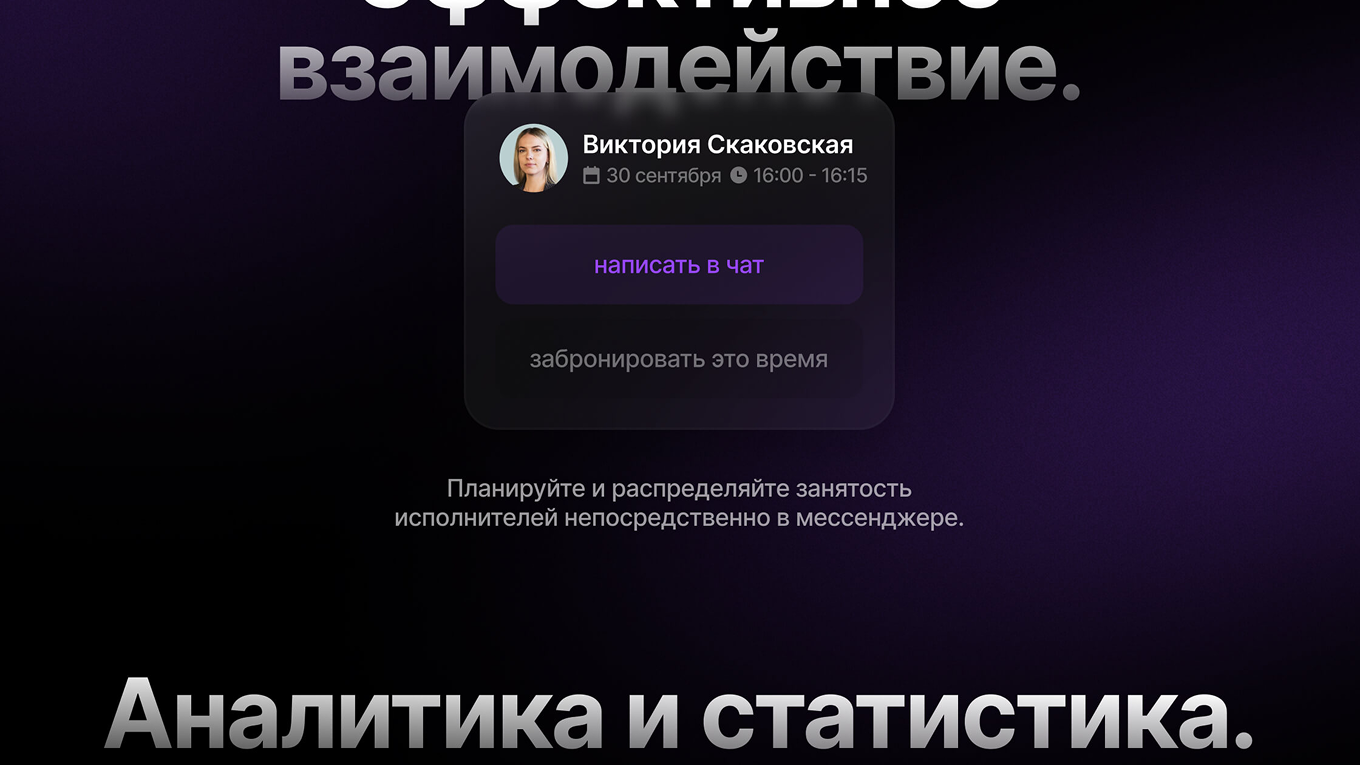 эффективное
взаимодействие.
Виктория Скаковская
30 сентября 16:00 - 16:15
написать в чат
забронировать это время
Планируйте и распределяйте занятость
исполнителей непосредственно в мессенджере.
Аналитика и статистика.